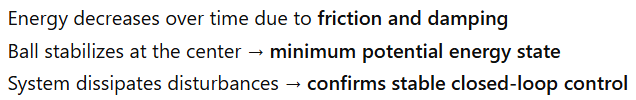 Energy decreases over time due to friction and damping
Ball stabilizes at the center → minimum potential energy state
System dissipates disturbances → confirms stable closed-loop control